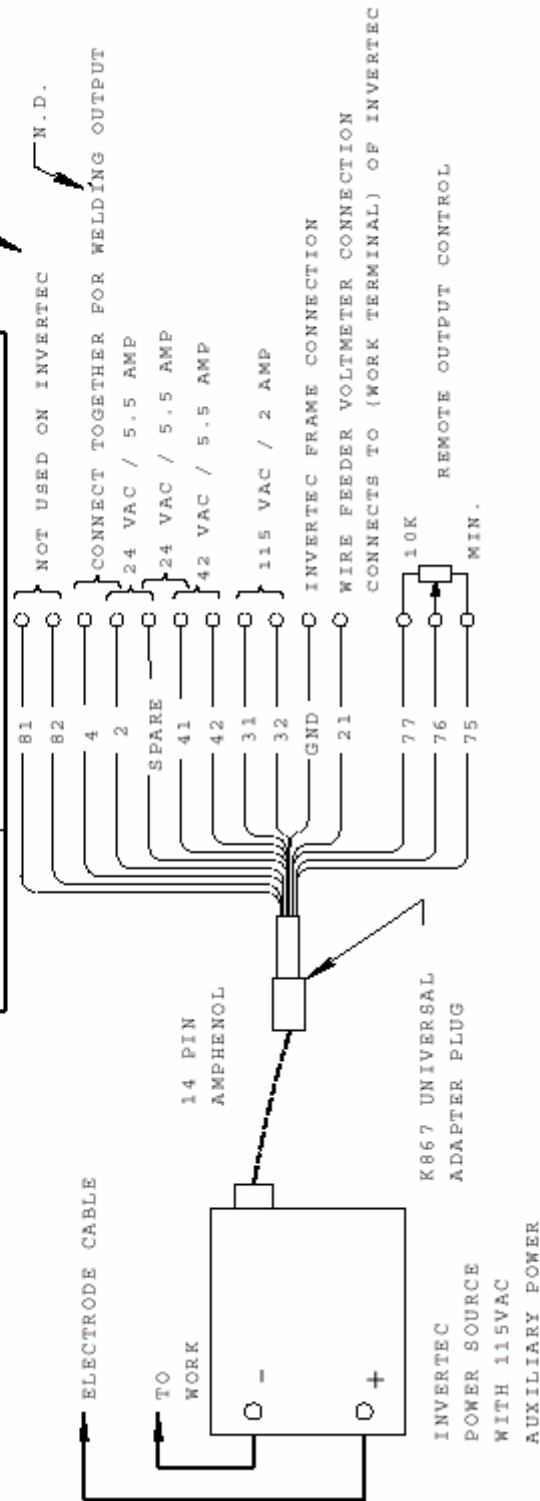 N.D.
ELECTRODE CABLE
TO
WORK
-
+
INVERTEC
POWER SOURCE
WITH 115VAC
AUXILIARY POWER
14 PIN
AMPHENOL
K867 UNIVERSAL
ADAPTER PLUG
81
82
NOT USED ON INVERTEC
4
2
CONNECT TOGETHER FOR WELDING OUTPUT
24 VAC / 5.5 AMP
SPARE
24 VAC / 5.5 AMP
41
42
42 VAC / 5.5 AMP
31
32
115 VAC / 2 AMP
GND
INVERTEC FRAME CONNECTION
21
WIRE FEEDER VOLTMETER CONNECTION
CONNECTS TO (WORK TERMINAL) OF INVERTEC
77
76
75
10K
REMOTE OUTPUT CONTROL
MIN.